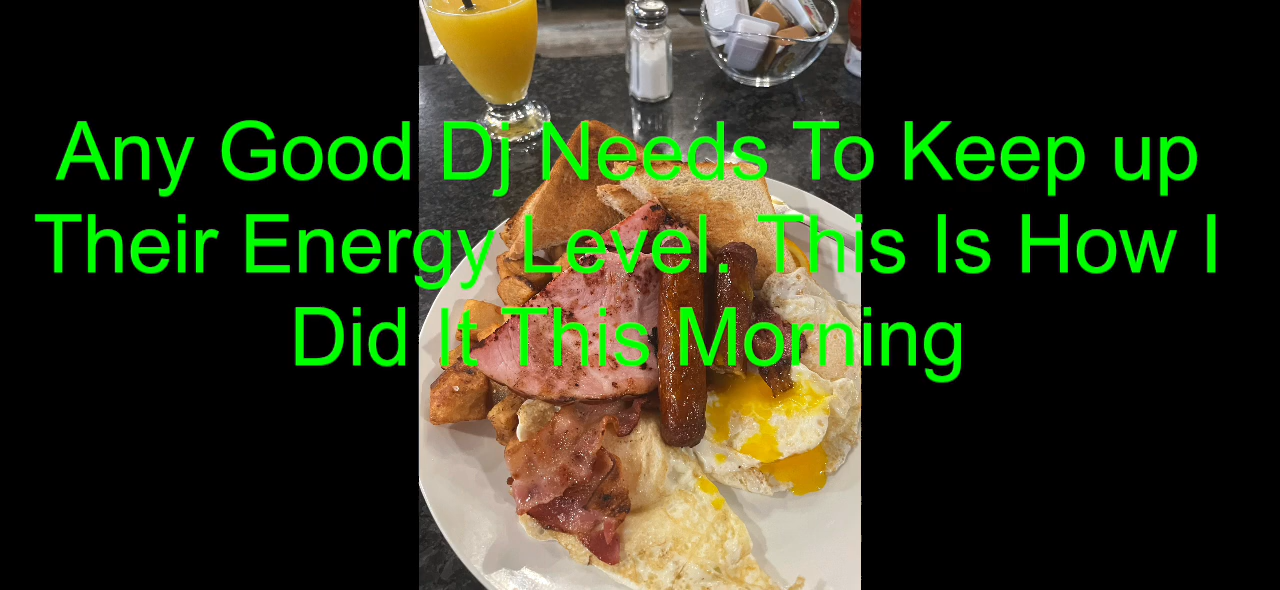 Any Good Dj Needs To Keep up
Their Energy Level. This Is How I
Did It This Morning